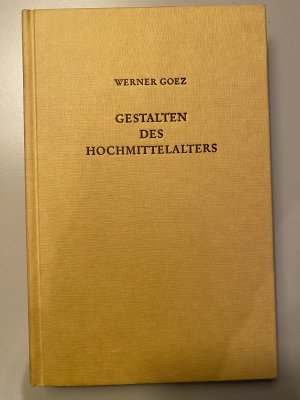 WERNER GOEZ
GESTALTEN
DES
HOCHMITTELALTERS